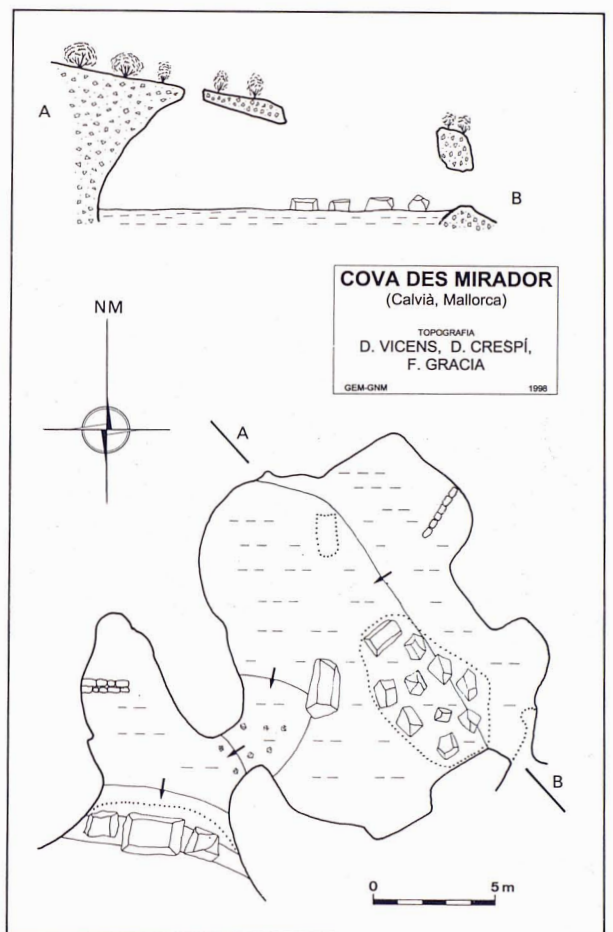 A
B
COVA DES MIRADOR
(Calvià, Mallorca)
TOPOGRAFIA
D. VICENS, D. CRESPÍ,
F. GRACIA
GEM-GNM 1998
NM
A
B
0 5 m